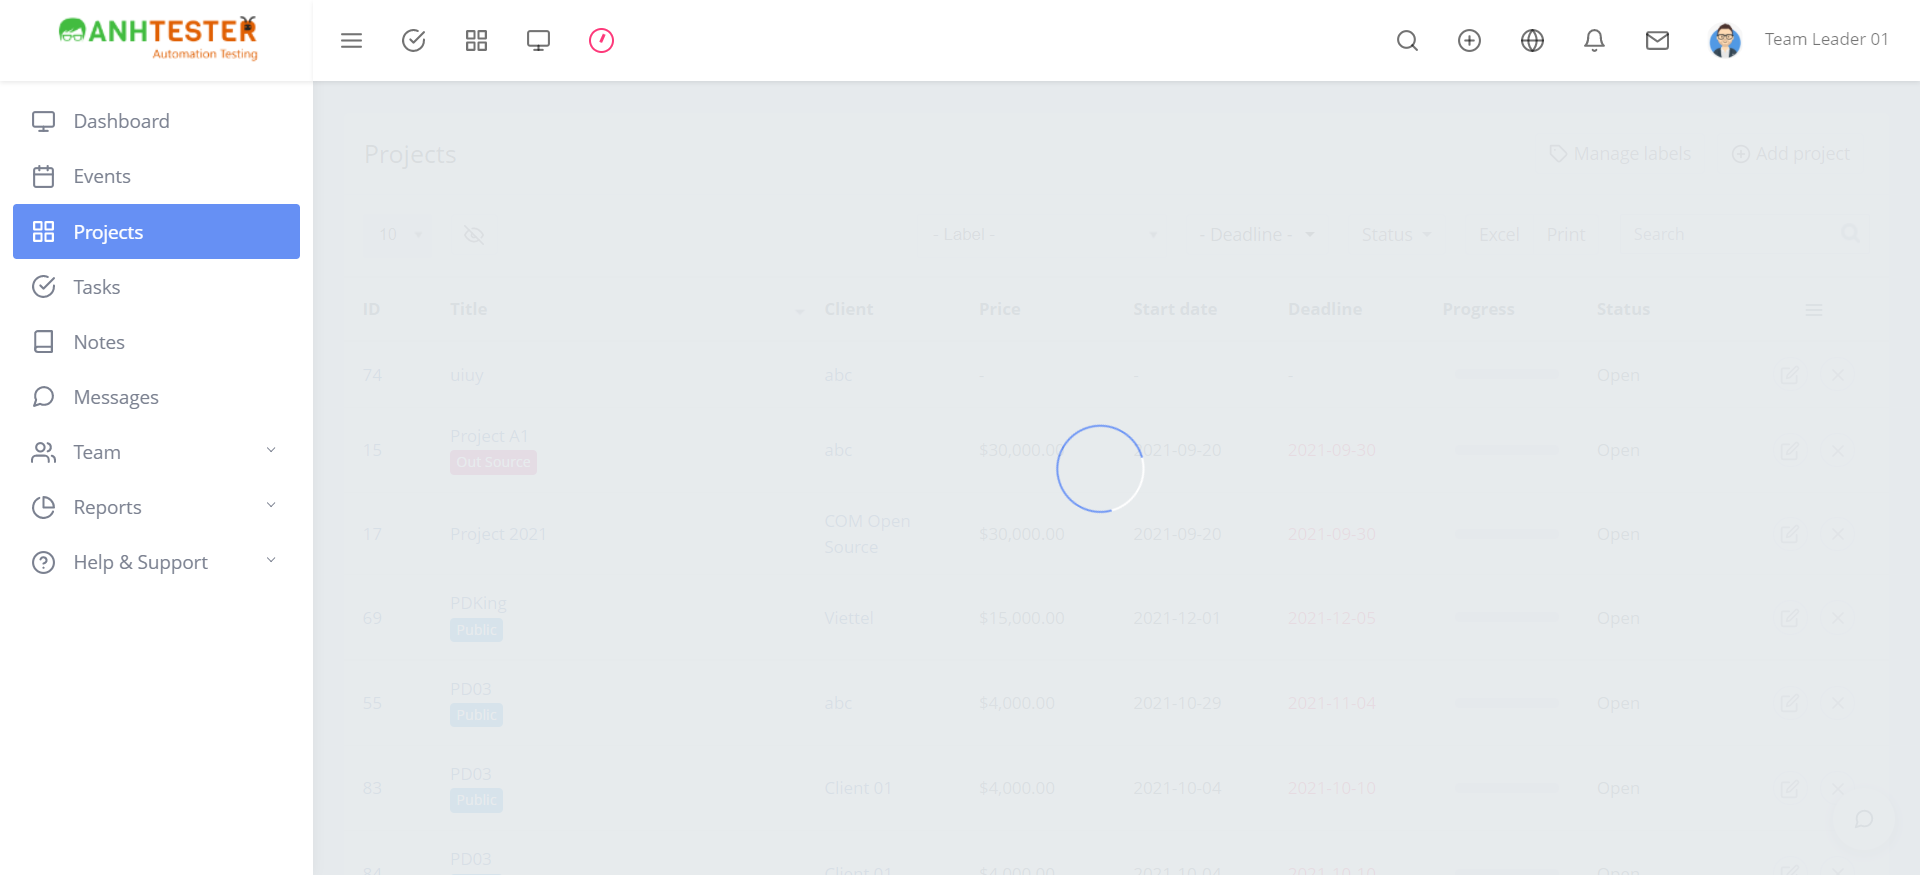 ANHTESTER
Automation Testing
Team Leader 01
Dashboard
Events
Projects
Tasks
Notes
Messages
Team
Reports
Help & Support
Projects
Manage labels
Add project
10
- Label -
- Deadline -
Status
Excel
Print
Search
ID Title Client Price Start date Deadline Progress Status
74 uiuy abc - - - Open
15 Project A1 abc $30,000.00 2021-09-20 2021-09-30 Open
Out Source
17 Project 2021 COM Open Source $30,000.00 2021-09-20 2021-09-30 Open
69 PDKing Viettel $15,000.00 2021-12-01 2021-12-05 Open
Public
55 PD03 abc $4,000.00 2021-10-29 2021-11-04 Open
Public
83 PD03 Client 01 $4,000.00 2021-10-04 2021-10-10 Open
Public
84 PD03 Client 01 $4,000.00 2021-10-04 2021-10-10 Open